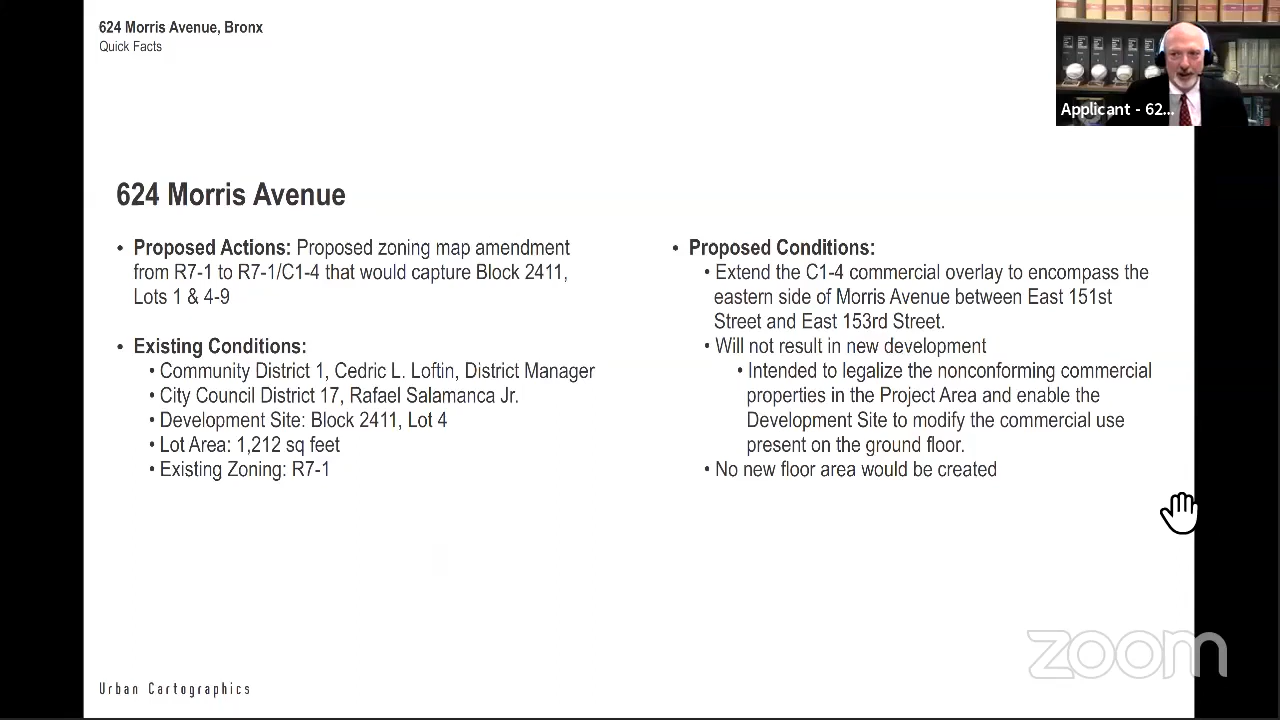 624 Morris Avenue, Bronx
Quick Facts
Applicant - 62...
624 Morris Avenue
• Proposed Actions: Proposed zoning map amendment
from R7-1 to R7-1/C1-4 that would capture Block 2411,
Lots 1 & 4-9
• Existing Conditions:
• Community District 1, Cedric L. Loftin, District Manager
• City Council District 17, Rafael Salamanca Jr.
• Development Site: Block 2411, Lot 4
• Lot Area: 1,212 sq feet
• Existing Zoning: R7-1
• Proposed Conditions:
• Extend the C1-4 commercial overlay to encompass the
eastern side of Morris Avenue between East 151st
Street and East 153rd Street.
• Will not result in new development
• Intended to legalize the nonconforming commercial
properties in the Project Area and enable the
Development Site to modify the commercial use
present on the ground floor.
• No new floor area would be created
zoom
Urban Cartographics